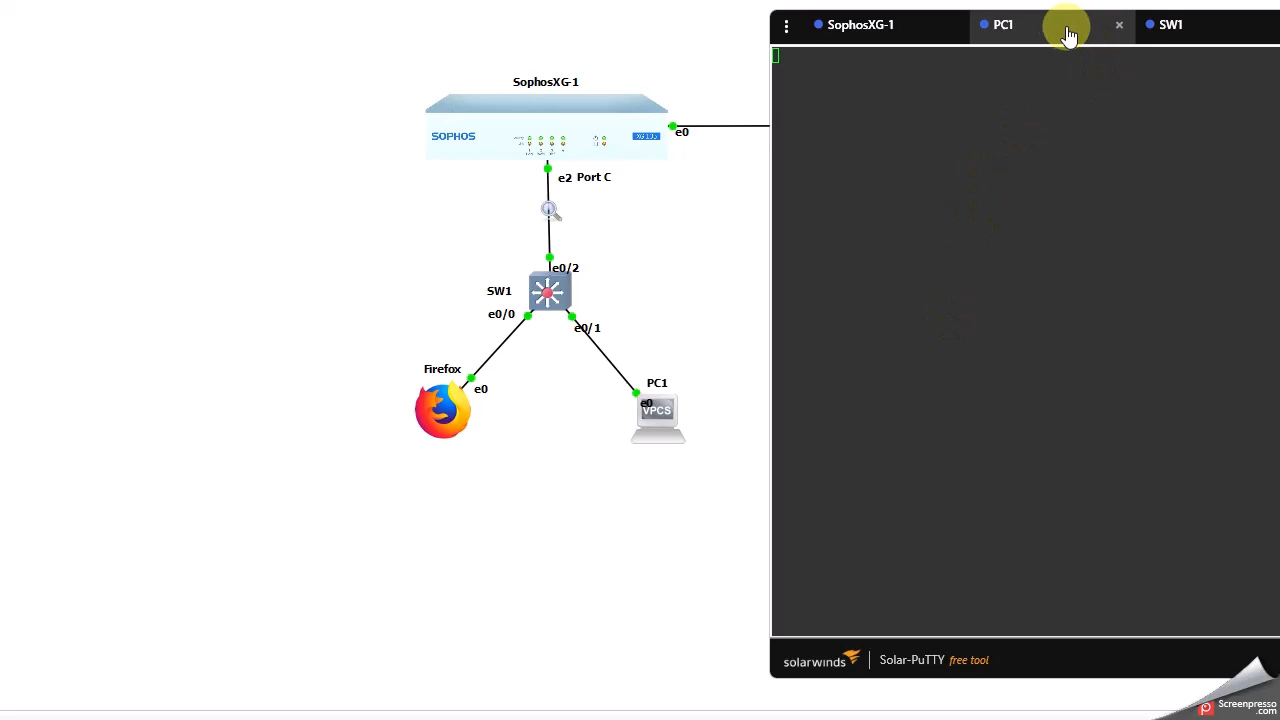 SophosXG-1
PC1
SW1
SophosXG-1
SOPHOS
e0
e2 Port C
e0/2
SW1
e0/0
e0/1
Firefox
e0
PC1
e0
VPCS
solarwinds
Solar-PuTTY free tool
Screenpresso
.com